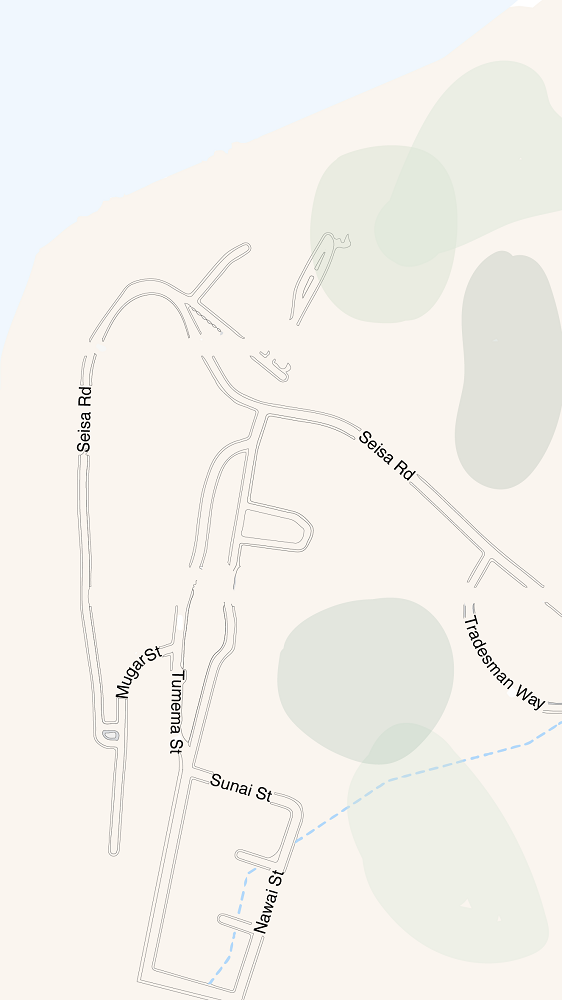 Seisa Rd
Seisa Rd
Tradesman Way
Mugar St
Tumema St
Sunai St
Nawai St